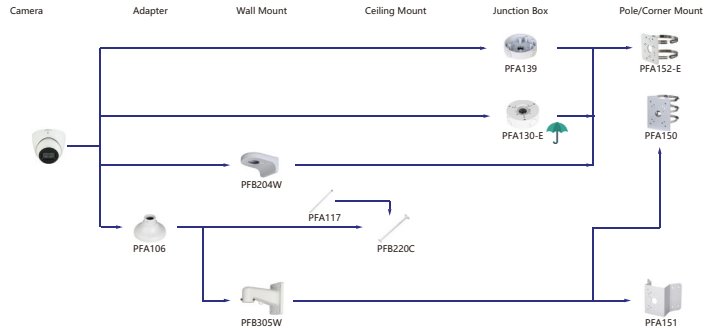 Camera Adapter Wall Mount Ceiling Mount Junction Box Pole/Corner Mount
PFA139 PFA152-E
PFA130-E PFA150
PFB204W
PFA117
PFA106 PFB220C
PFB305W PFA151